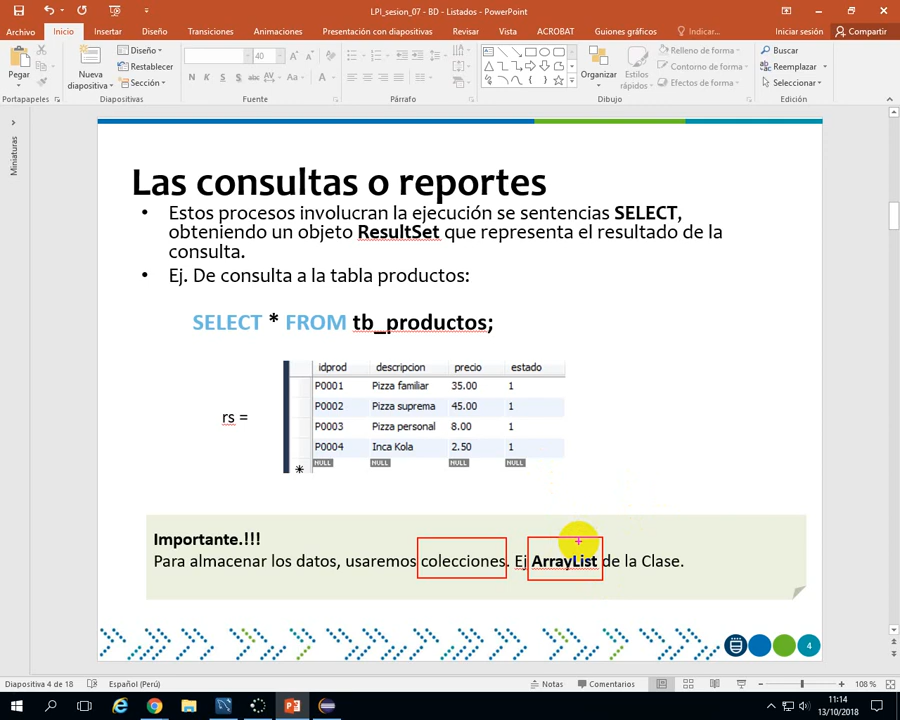 LPI_sesion_07 - BD - Listados - PowerPoint
Archivo Inicio Insertar Diseño Transiciones Animaciones Presentación con diapositivas Revisar Vista ACROBAT Guiones gráficos Indicar... Iniciar sesión Compartir
Pegar
Nueva diapositiva
Diseño
Restablecer
Sección
40
N K S abc AV Aa A
Organizar
Estilos rápidos
Relleno de forma
Contorno de forma
Efectos de forma
Buscar
Reemplazar
Seleccionar
Portapapeles Diapositivas Fuente Párrafo Dibujo Edición
Miniaturas
Las consultas o reportes
• Estos procesos involucran la ejecución se sentencias SELECT,
obteniendo un objeto ResultSet que representa el resultado de la
consulta.
• Ej. De consulta a la tabla productos:
SELECT * FROM tb_productos;
rs =
idprod descripcion precio estado
P0001 Pizza familiar 35.00 1
P0002 Pizza suprema 45.00 1
P0003 Pizza personal 8.00 1
P0004 Inca Kola 2.50 1
NULL NULL NULL NULL
Importante.!!!
Para almacenar los datos, usaremos colecciones. Ej ArrayList de la Clase.
4
Diapositiva 4 de 18 Español (Perú) Notas Comentarios 108 %
11:14
13/10/2018